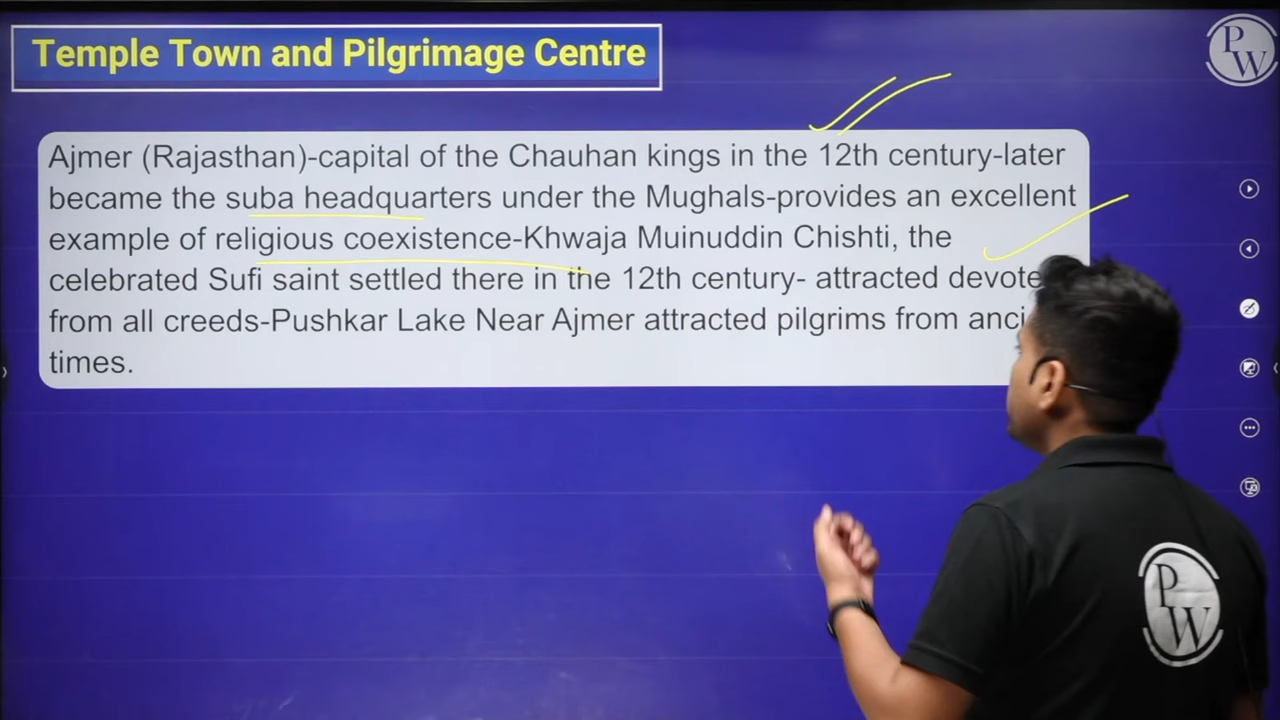 Temple Town and Pilgrimage Centre
PW
Ajmer (Rajasthan)-capital of the Chauhan kings in the 12th century-later
became the suba headquarters under the Mughals-provides an excellent
example of religious coexistence-Khwaja Muinuddin Chishti, the
celebrated Sufi saint settled there in the 12th century- attracted devote
from all creeds-Pushkar Lake Near Ajmer attracted pilgrims from anci
times.
PW